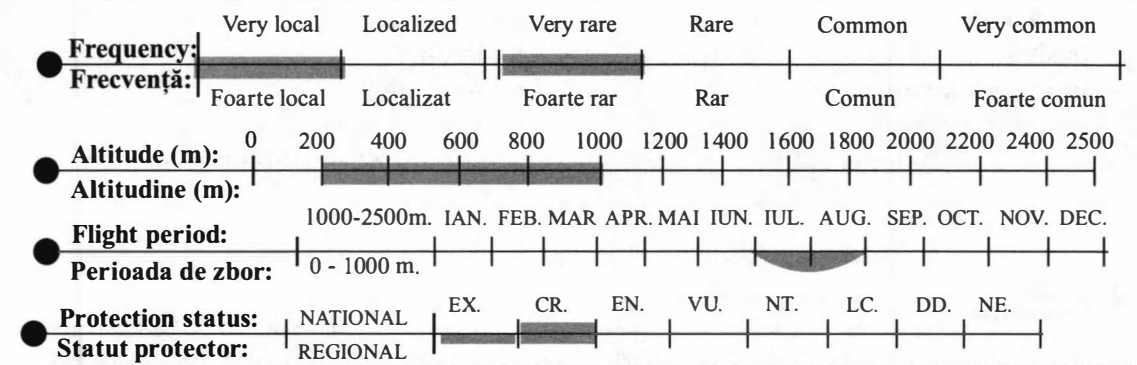 Very local Localized Very rare Rare Common Very common
Frequency:
Frecvență:
Foarte local Localizat Foarte rar Rar Comun Foarte comun
0 200 400 600 800 1000 1200 1400 1600 1800 2000 2200 2400 2500
Altitude (m):
Altitudine (m):
1000-2500m. IAN. FEB. MAR APR. MAI IUN. IUL. AUG. SEP. OCT. NOV. DEC.
Flight period:
Perioada de zbor: 0 - 1000 m.
EX. CR. EN. VU. NT. LC. DD. NE.
Protection status: NATIONAL
Statut protector: REGIONAL